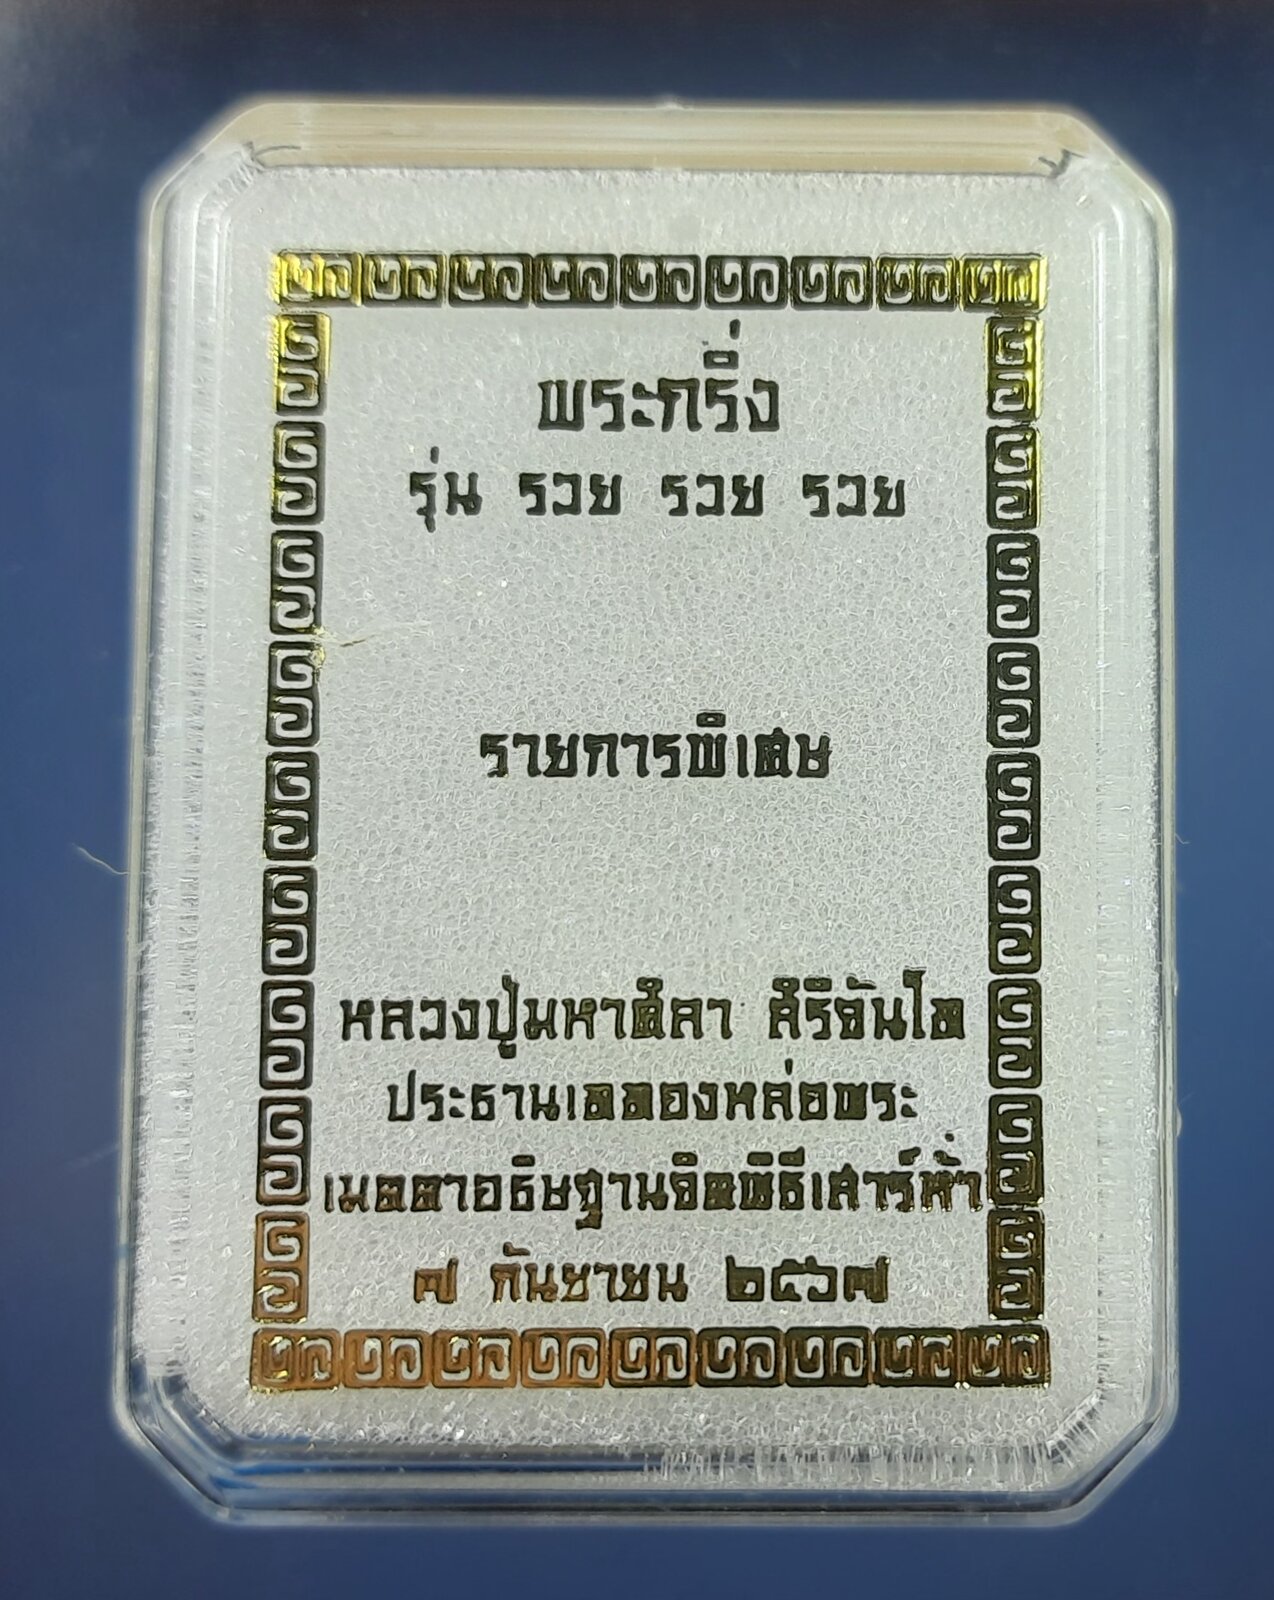 พระกริ่ง
รุ่น รวย รวย รวย
รายการพิเศษ
หลวงปู่มหาศิลา สิริจันโท
ประธานเททองหล่อพระ
เมตตาอธิษฐานจิตพิธีเสาร์ห้า
๗ กันยายน ๒๕๖๗